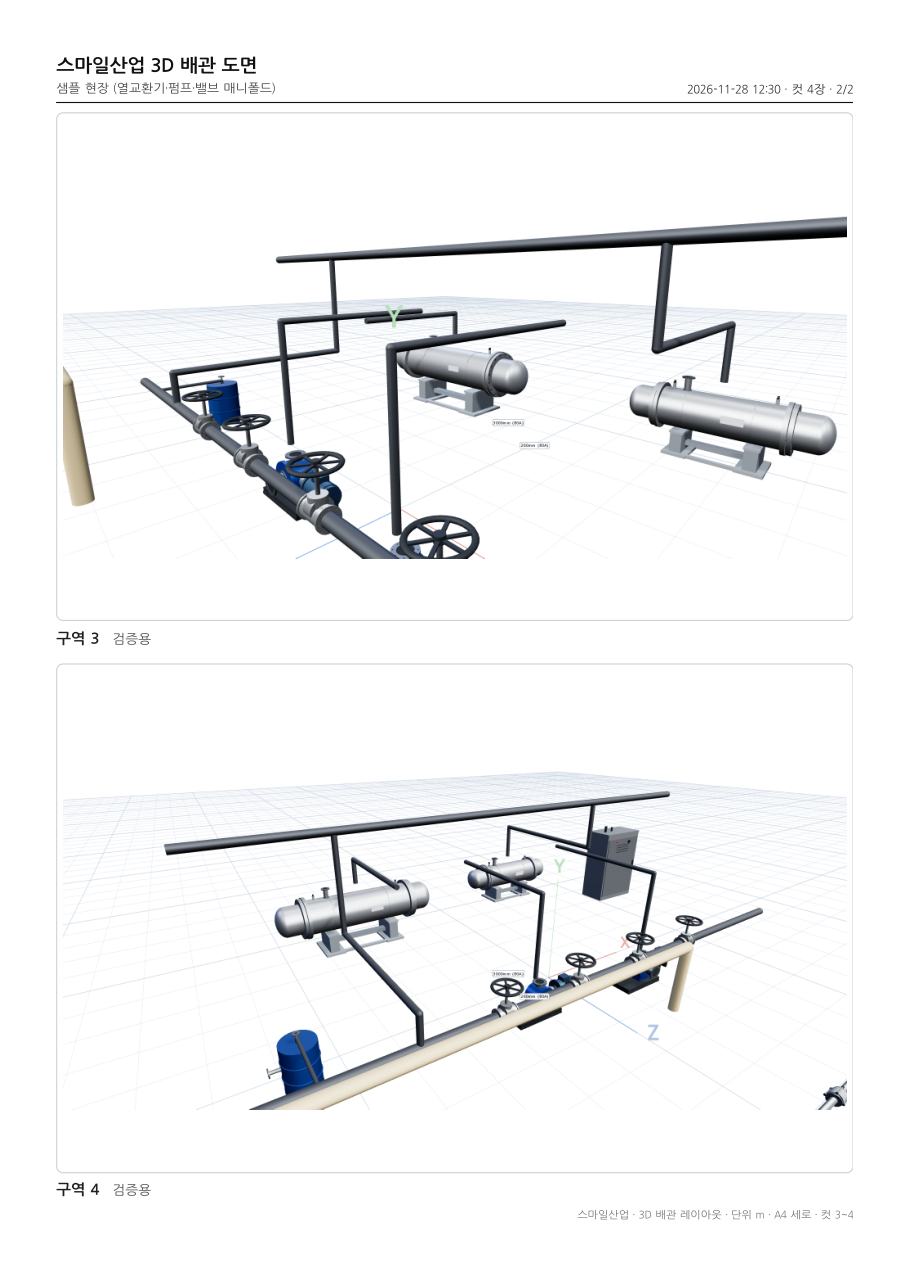 스마일산업 3D 배관 도면
샘플 현장 (열교환기·펌프·밸브 매니폴드)
2026-11-28 12:30 · 컷 4장 · 2/2
Y
3000mm (80A)
250mm (80A)
구역 3 검증용
Y
X
3000mm (80A)
250mm (80A)
Z
구역 4 검증용
스마일산업 · 3D 배관 레이아웃 · 단위 m · A4 세로 · 컷 3~4